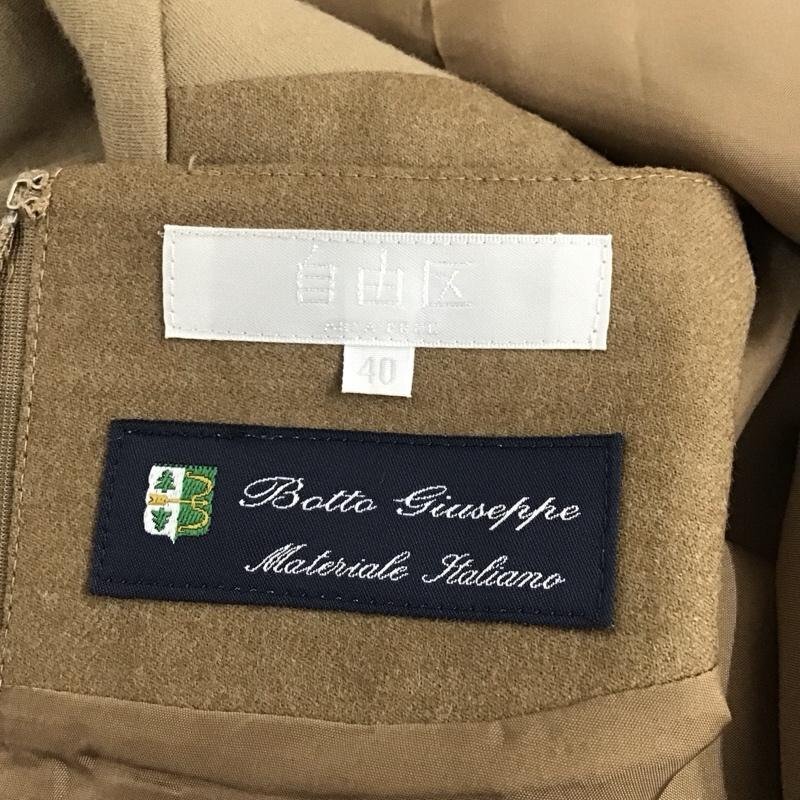 自由区
40
Botto Giuseppe
Materiale Italiano